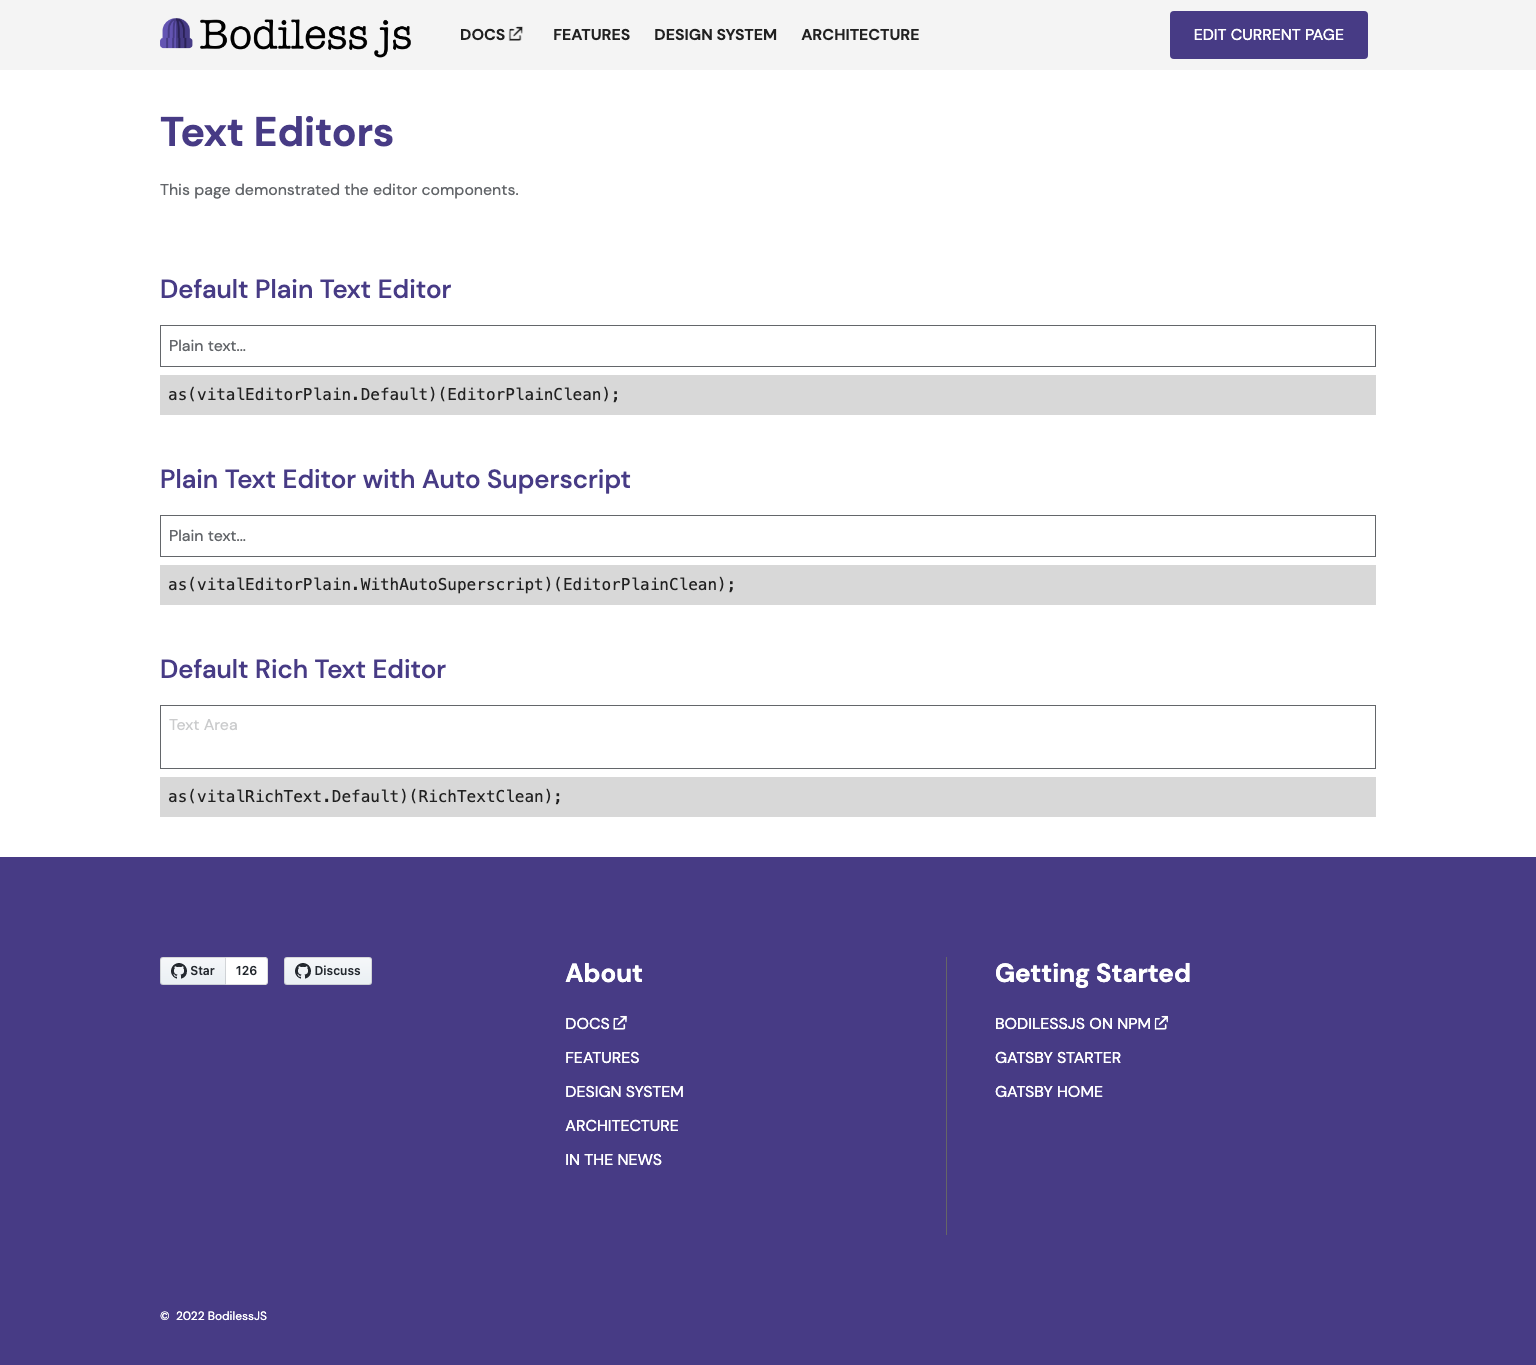 Bodiless js
DOCS FEATURES DESIGN SYSTEM ARCHITECTURE
EDIT CURRENT PAGE
Text Editors
This page demonstrated the editor components.
Default Plain Text Editor
Plain text...
as(vitalEditorPlain.Default)(EditorPlainClean);
Plain Text Editor with Auto Superscript
Plain text...
as(vitalEditorPlain.WithAutoSuperscript)(EditorPlainClean);
Default Rich Text Editor
Text Area
as(vitalRichText.Default)(RichTextClean);
Star 126 Discuss
About
DOCS
FEATURES
DESIGN SYSTEM
ARCHITECTURE
IN THE NEWS
Getting Started
BODILESSJS ON NPM
GATSBY STARTER
GATSBY HOME
© 2022 BodilessJS